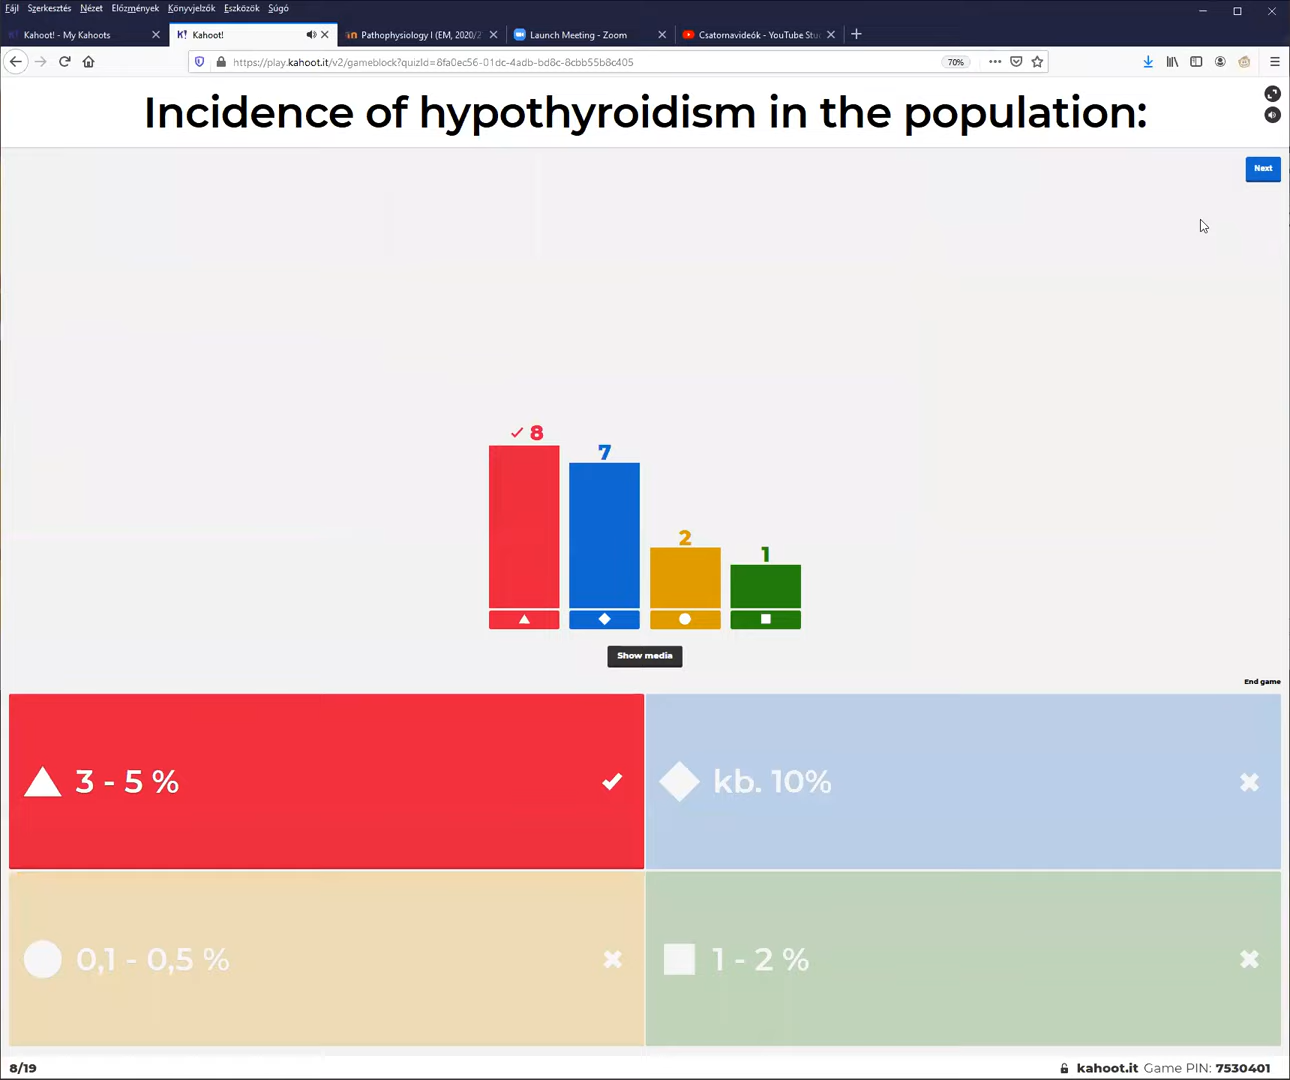 Fájl Szerkesztés Nézet Előzmények Könyvjelzők Eszközök Súgó
Kahoot! - My Kahoots
K! Kahoot!
Pathophysiology I (EM, 2020/2
Launch Meeting - Zoom
Csatornavideók - YouTube Stu
https://play.kahoot.it/v2/gameblock?quizId=6fa0ec56-01dc-4adb-bd8c-8cbb55b8c405
70%
Incidence of hypothyroidism in the population:
Next
8
7
2
1
Show media
End game
3 - 5 %
kb. 10%
0,1 - 0,5 %
1 - 2 %
8/19
kahoot.it Game PIN: 7530401